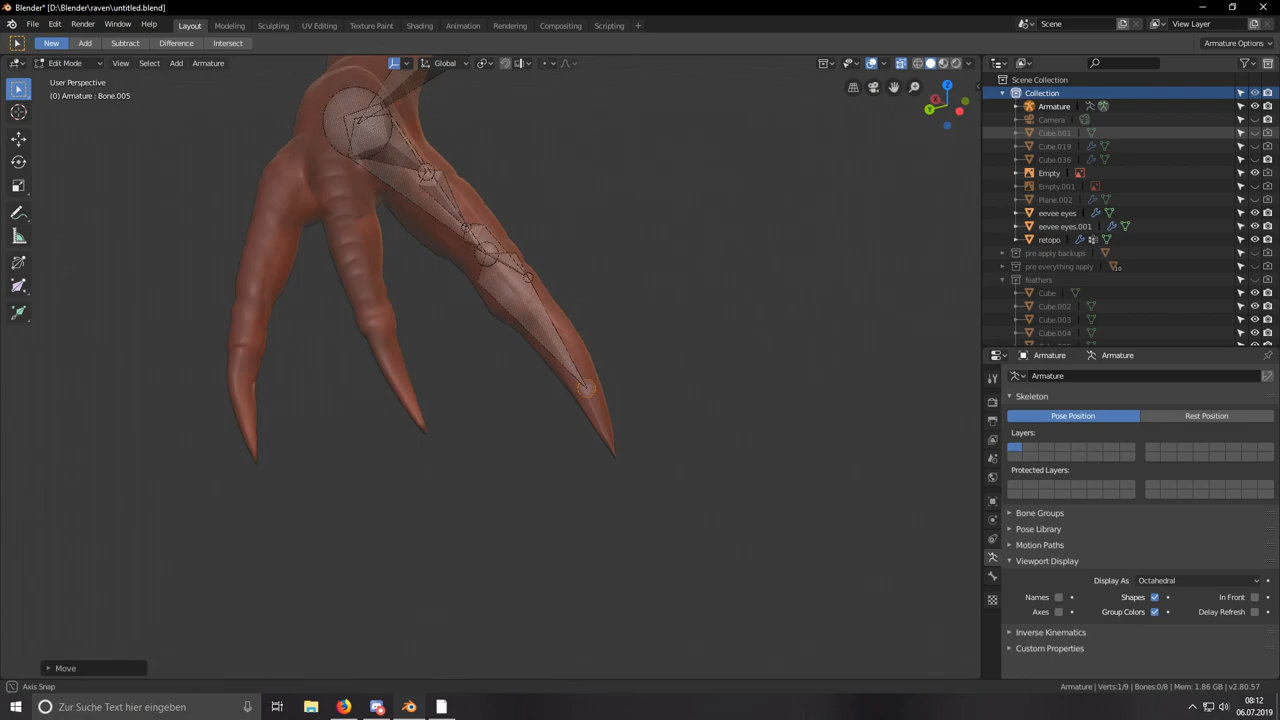 Blender* [D:\Blender\raven\untitled.blend]
File Edit Render Window Help Layout Modeling Sculpting UV Editing Texture Paint Shading Animation Rendering Compositing Scripting + Scene View Layer
New Add Subtract Difference Intersect Armature Options
Edit Mode View Select Add Armature Global
User Perspective
(0) Armature : Bone.005
Scene Collection
Collection
Armature
Camera
Cube.001
Cube.019
Cube.036
Empty
Empty.001
Plane.002
eevee eyes
eevee eyes.001
retopo
pre apply backups
pre everything apply 10
feathers
Cube
Cube.002
Cube.003
Cube.004
Armature Armature
Armature
Skeleton
Pose Position Rest Position
Layers:
Protected Layers:
Bone Groups
Pose Library
Motion Paths
Viewport Display
Display As Octahedral
Names Shapes In Front
Axes Group Colors Delay Refresh
Inverse Kinematics
Custom Properties
Move
Axis Snap Armature | Verts:1/9 | Bones:0/8 | Mem: 1.86 GB | v2.80.57
Zur Suche Text hier eingeben
08:12
06.07.2019